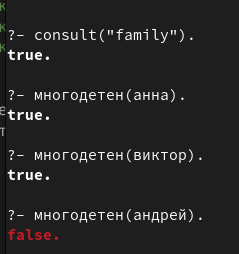 ?- consult("family").
true.
?- многодетен(анна).
true.
?- многодетен(виктор).
true.
?- многодетен(андрей).
false.